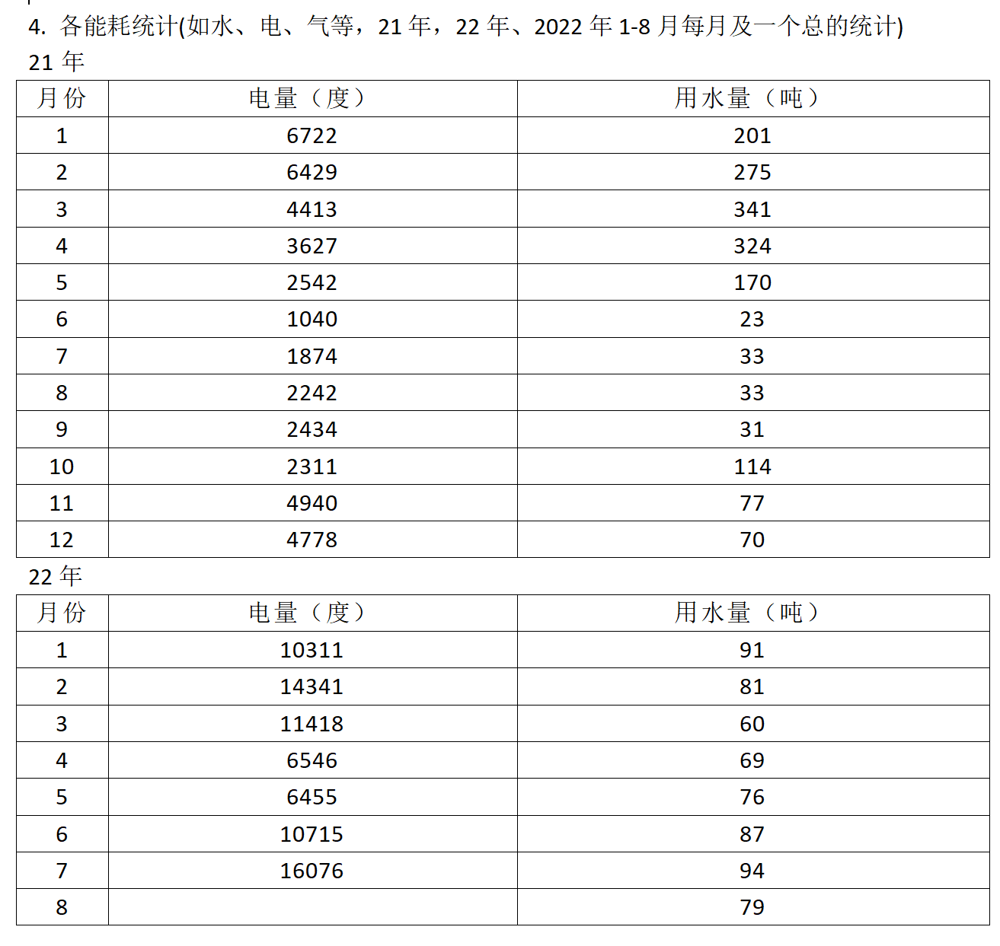 4. 各能耗统计(如水、电、气等，21 年，22 年、2022 年 1-8 月每月及一个总的统计)
21 年
月份 电量（度） 用水量（吨）
1 6722 201
2 6429 275
3 4413 341
4 3627 324
5 2542 170
6 1040 23
7 1874 33
8 2242 33
9 2434 31
10 2311 114
11 4940 77
12 4778 70
22 年
月份 电量（度） 用水量（吨）
1 10311 91
2 14341 81
3 11418 60
4 6546 69
5 6455 76
6 10715 87
7 16076 94
8 79